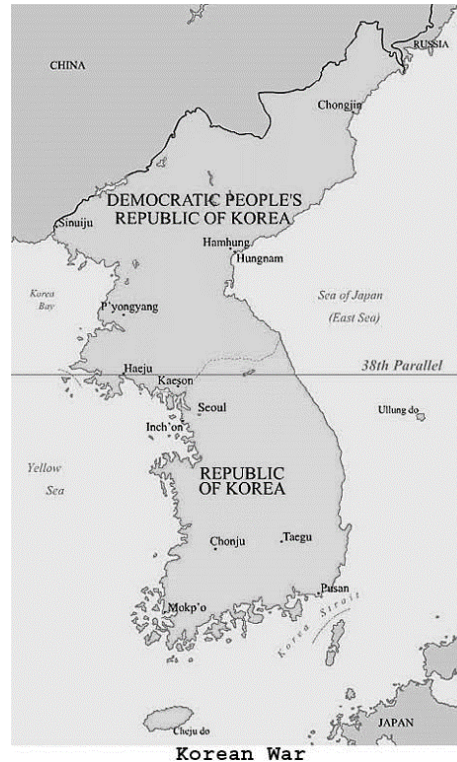 RUSSIA
CHINA
Chongjin
DEMOCRATIC PEOPLE'S
REPUBLIC OF KOREA
Sinuiju
Hamhung
Hungnam
Korea
Bay
P'yongyang
Sea of Japan
(East Sea)
38th Parallel
Haeju
Kaeson
Seoul
Ullung do
Inch'on
Yellow
Sea
REPUBLIC
OF KOREA
Chonju
Taegu
Pusan
Mokp'o
Korea Strait
Cheju do
JAPAN
Korean War